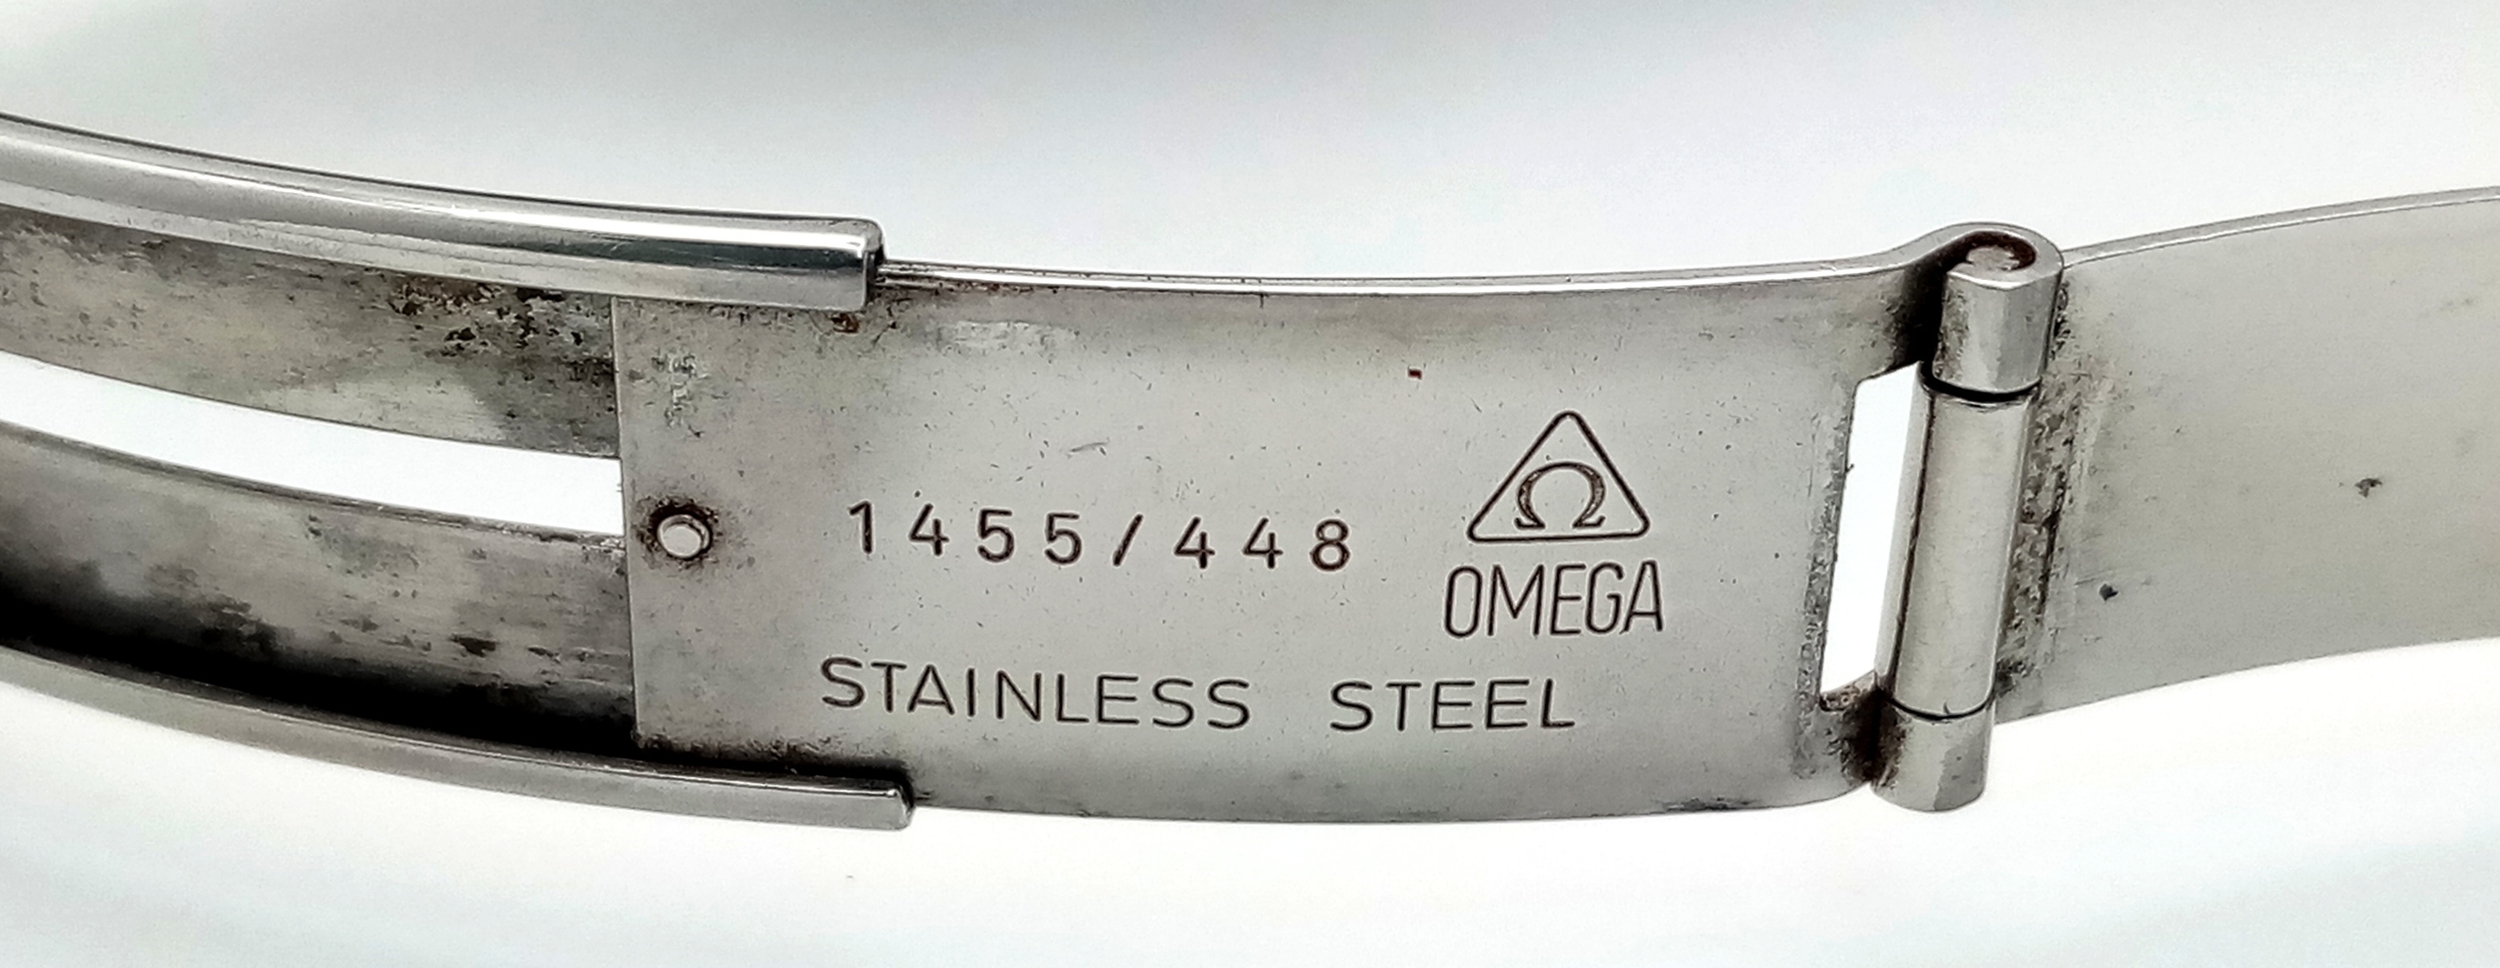 Ω
1455/448
OMEGA
STAINLESS STEEL